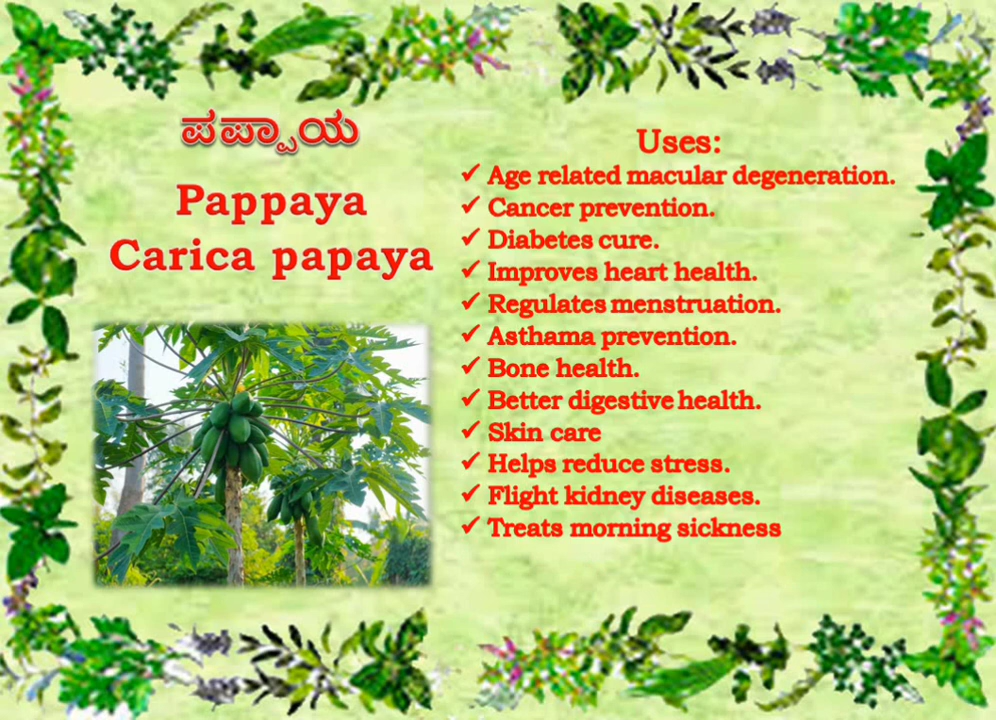 ಪಪ್ಪಾಯ
Pappaya
Carica papaya
Uses:
✓ Age related macular degeneration.
✓ Cancer prevention.
✓ Diabetes cure.
✓ Improves heart health.
✓ Regulates menstruation.
✓ Asthama prevention.
✓ Bone health.
✓ Better digestive health.
✓ Skin care
✓ Helps reduce stress.
✓ Flight kidney diseases.
✓ Treats morning sickness